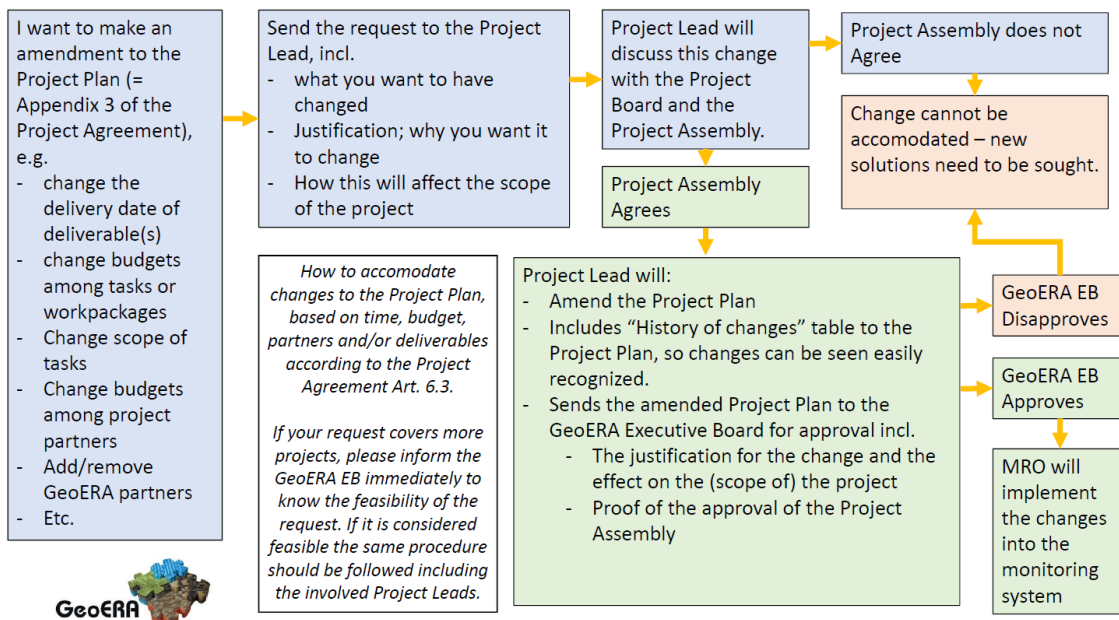 I want to make an
amendment to the
Project Plan (=
Appendix 3 of the
Project Agreement),
e.g.
- change the
delivery date of
deliverable(s)
- change budgets
among tasks or
workpackages
- Change scope of
tasks
- Change budgets
among project
partners
- Add/remove
GeoERA partners
- Etc.
Send the request to the Project
Lead, incl.
- what you want to have
changed
- Justification; why you want it
to change
- How this will affect the scope
of the project
Project Lead will
discuss this change
with the Project
Board and the
Project Assembly.
Project Assembly does not
Agree
Change cannot be
accomodated – new
solutions need to be
sought.
Project Assembly
Agrees
How to accomodate
changes to the Project Plan,
based on time, budget,
partners and/or deliverables
according to the Project
Agreement Art. 6.3.
If your request covers more
projects, please inform the
GeoERA EB immediately to
know the feasibility of the
request. If it is considered
feasible the same procedure
should be followed including
the involved Project Leads.
Project Lead will:
- Amend the Project Plan
- Includes “History of changes” table to the
Project Plan, so changes can be seen easily
recognized.
- Sends the amended Project Plan to the
GeoERA Executive Board for approval incl.
- The justification for the change and the
effect on the (scope of) the project
- Proof of the approval of the Project
Assembly
GeoERA EB
Disapproves
GeoERA EB
Approves
MRO will
implement
the changes
into the
monitoring
system
GeoERA